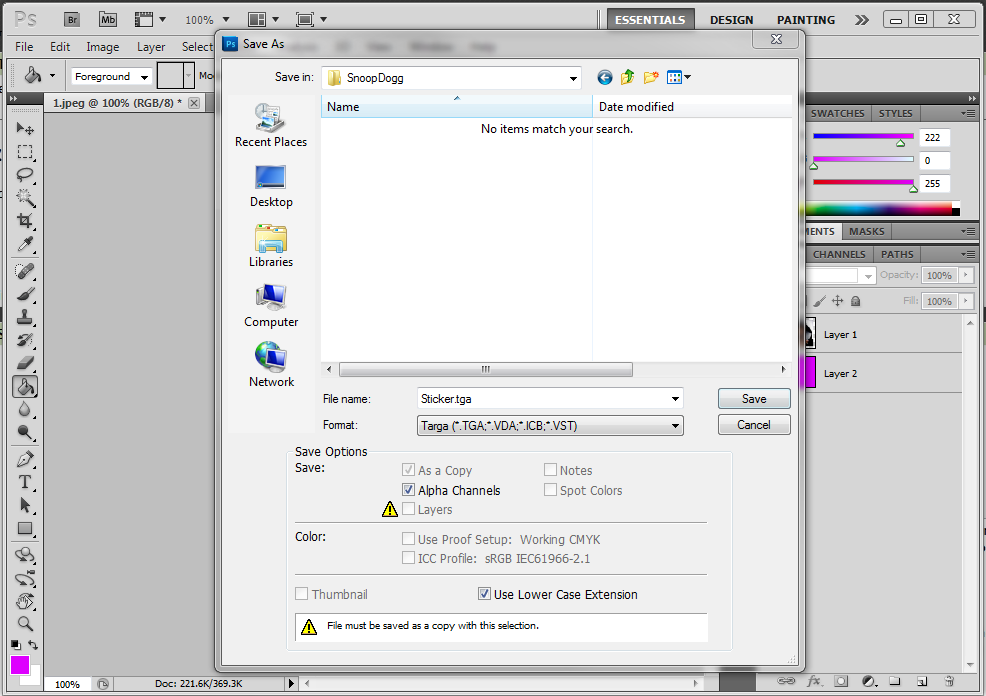 Ps Br Mb 100% ESSENTIALS DESIGN PAINTING
File Edit Image Layer Select View Window Help
Foreground Mo
Ps Save As
1.jpeg @ 100% (RGB/8) *
Save in: SnoopDogg
Name Date modified
No items match your search.
Recent Places
Desktop
Libraries
Computer
Network
File name: Sticker.tga Save
Format: Targa (*.TGA;*.VDA;*.ICB;*.VST) Cancel
Save Options
Save:
As a Copy Notes
Alpha Channels Spot Colors
Layers
Color: Use Proof Setup: Working CMYK
ICC Profile: sRGB IEC61966-2.1
Thumbnail Use Lower Case Extension
File must be saved as a copy with this selection.
SWATCHES STYLES
222
0
255
MENTS MASKS
CHANNELS PATHS
Opacity: 100%
Fill: 100%
Layer 1
Layer 2
T
100% Doc: 221.6K/369.3K
fx